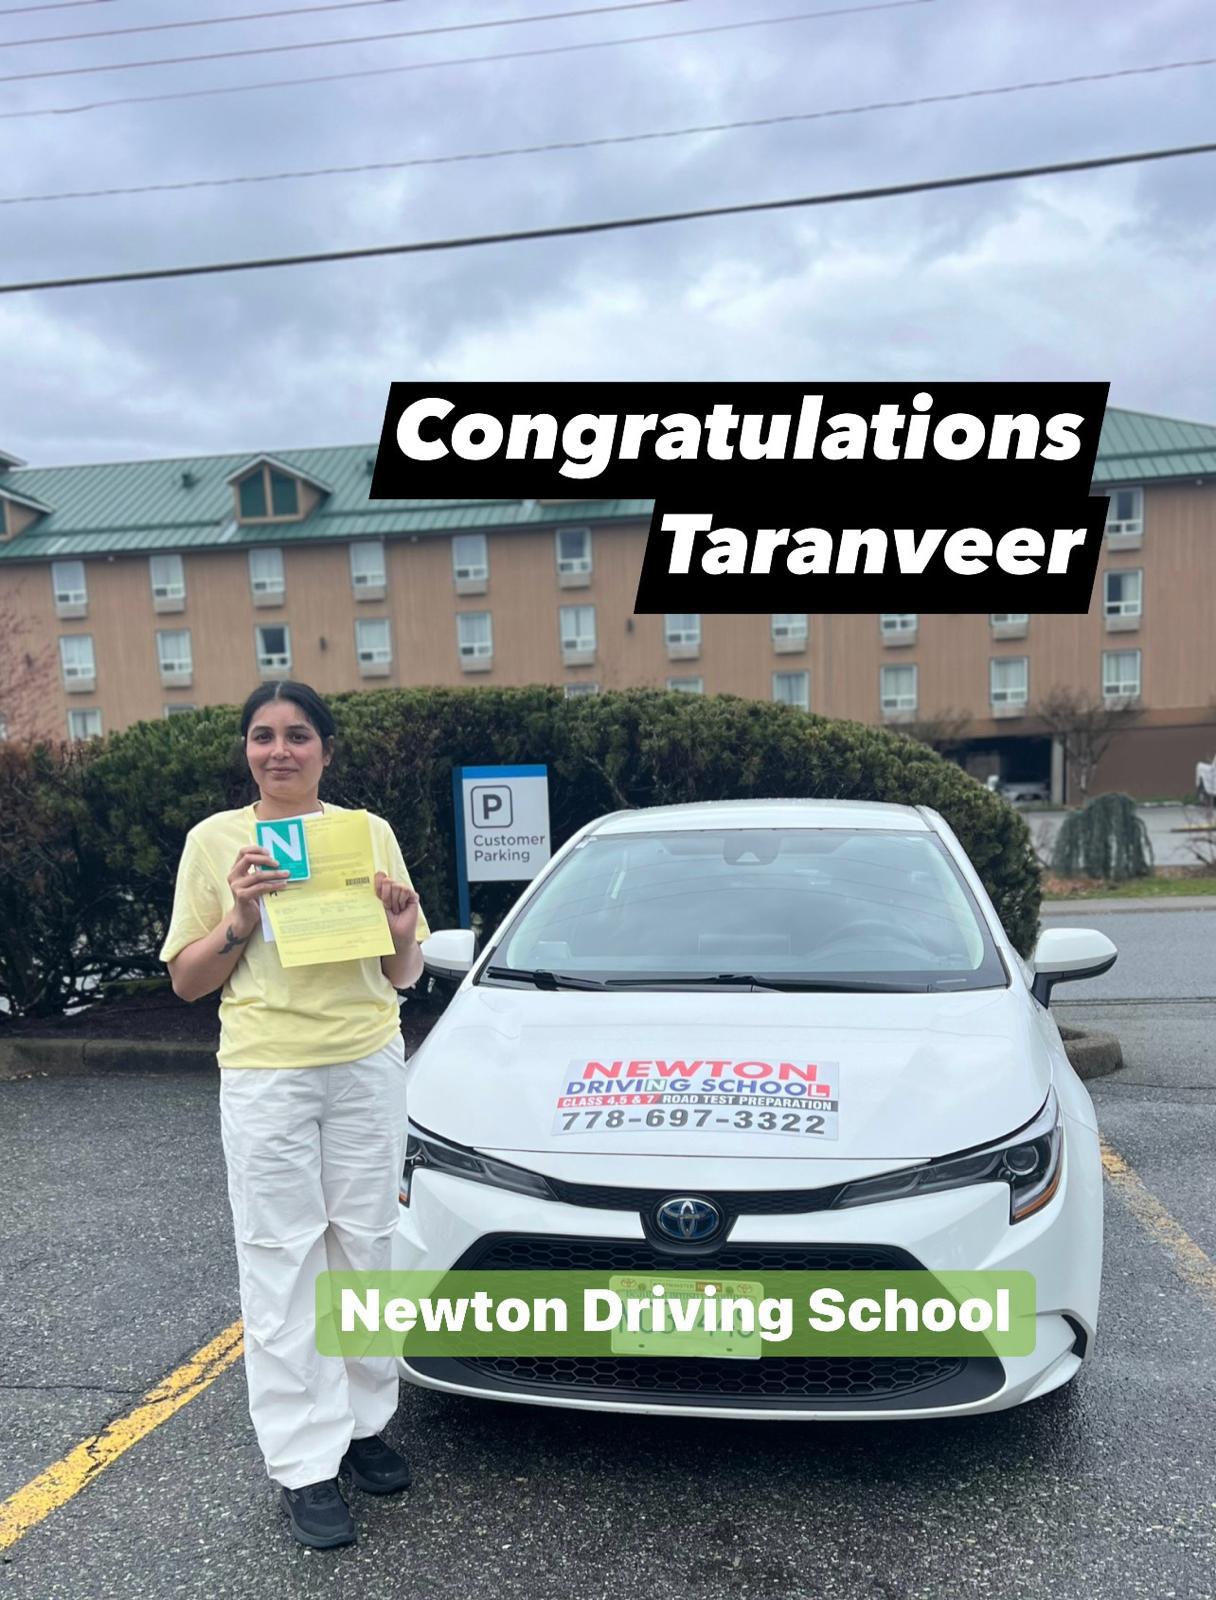 Congratulations
Taranveer
N
P
Customer
Parking
NEWTON
DRIVING SCHOOL
CLASS 4,5 & 7 ROAD TEST PREPARATION
778-697-3322
Newton Driving School